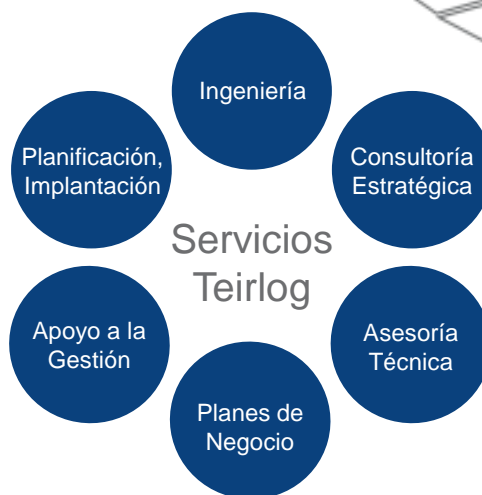 Ingeniería
Planificación,
Implantación
Consultoría
Estratégica
Servicios
Teirlog
Apoyo a la
Gestión
Asesoría
Técnica
Planes de
Negocio